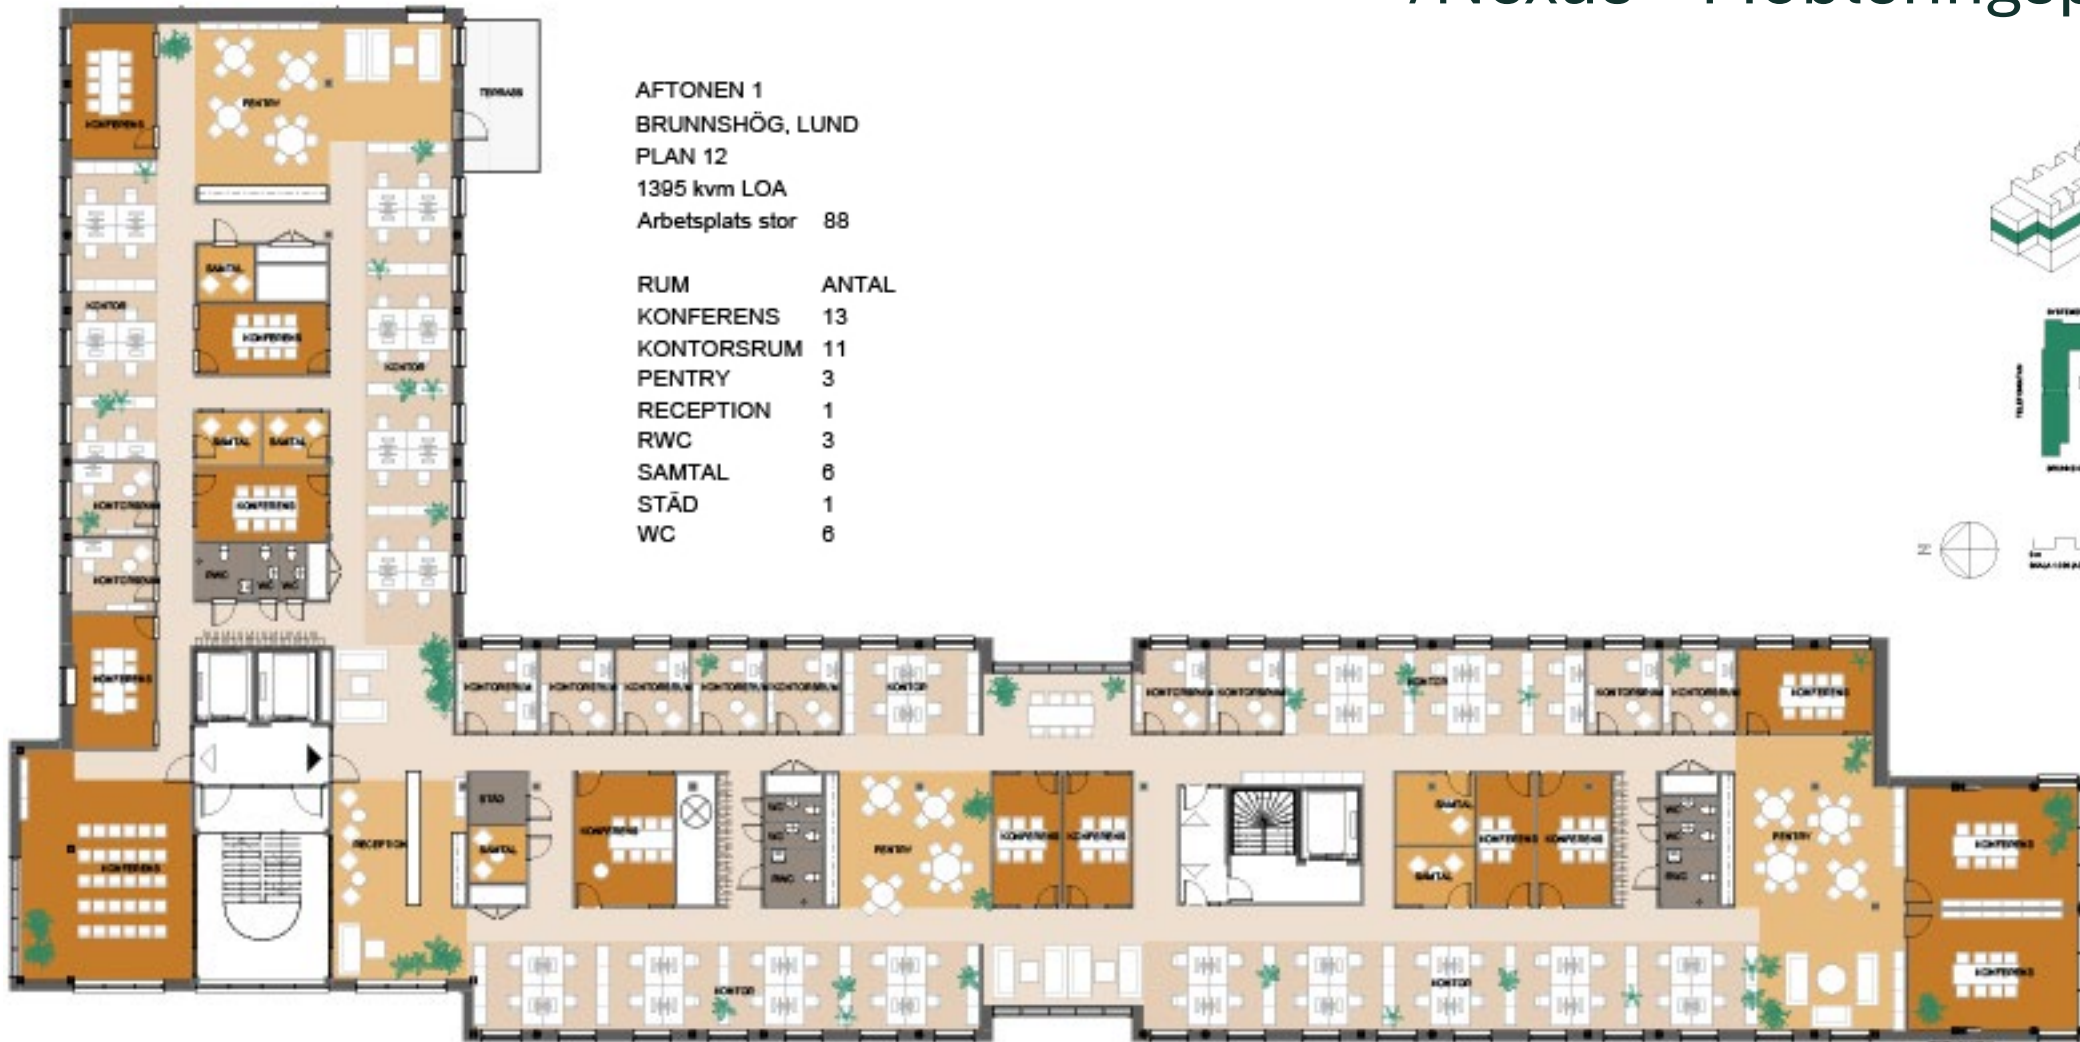 AFTONEN 1
BRUNNSHÖG, LUND
PLAN 12
1395 kvm LOA
Arbetsplats stor 88
RUM ANTAL
KONFERENS 13
KONTORSRUM 11
PENTRY 3
RECEPTION 1
RWC 3
SAMTAL 6
STÄD 1
WC 6
KONFERENS
PENTRY
TERRASS
SAMTAL
KONTOR
KONFERENS
KONTOR
SAMTAL SAMTAL
KONTORSRUM
KONFERENS
KONTORSRUM
RWC WC WC
KONFERENS
KONTORSRUM KONTORSRUM KONTORSRUM KONTORSRUM KONTORSRUM KONTOR
KONTORSRUM KONTORSRUM KONTOR KONTORSRUM KONTORSRUM KONFERENS
N
KONFERENS
RECEPTION
STÄD
SAMTAL
KONFERENS
WC
WC
RWC
PENTRY
KONFERENS KONFERENS
SAMTAL
SAMTAL
KONFERENS KONFERENS
WC
WC
RWC
PENTRY
KONFERENS
KONFERENS
KONTOR
KONTOR